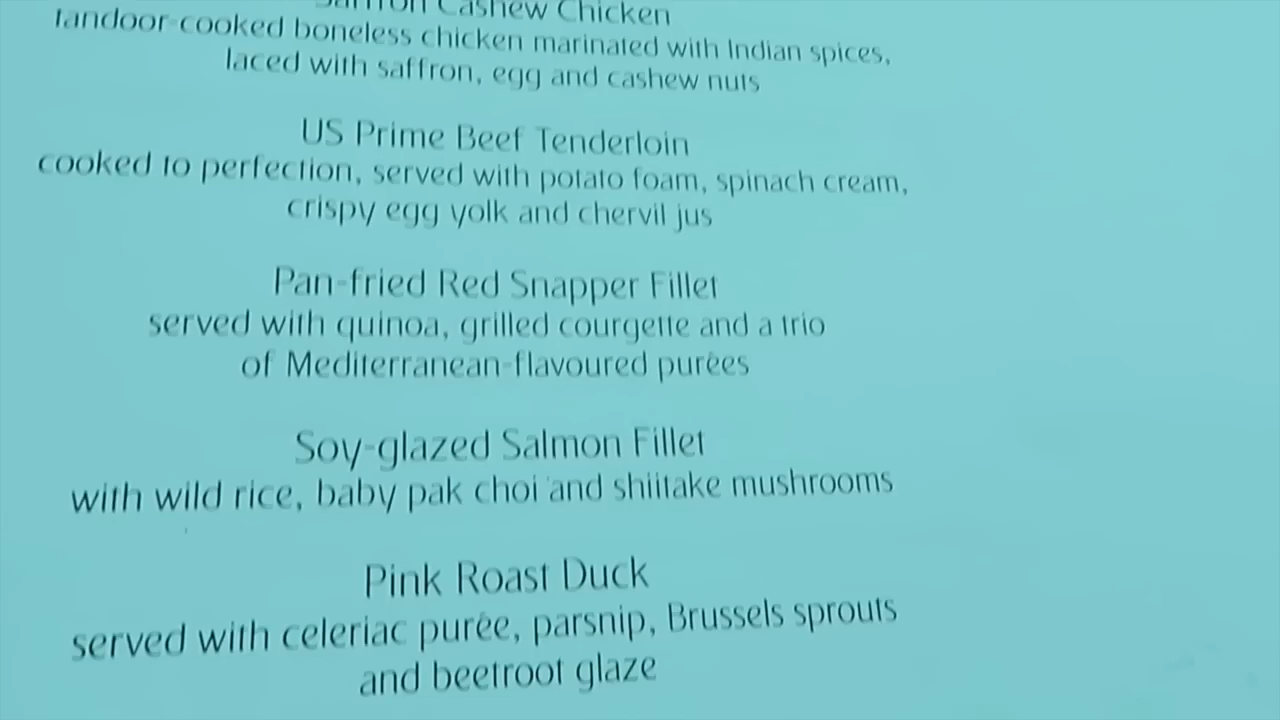 Saffron Cashew Chicken
tandoor-cooked boneless chicken marinated with Indian spices,
laced with saffron, egg and cashew nuts
US Prime Beef Tenderloin
cooked to perfection, served with potato foam, spinach cream,
crispy egg yolk and chervil jus
Pan-fried Red Snapper Fillet
served with quinoa, grilled courgette and a trio
of Mediterranean-flavoured purées
Soy-glazed Salmon Fillet
with wild rice, baby pak choi and shiitake mushrooms
Pink Roast Duck
served with celeriac purée, parsnip, Brussels sprouts
and beetroot glaze